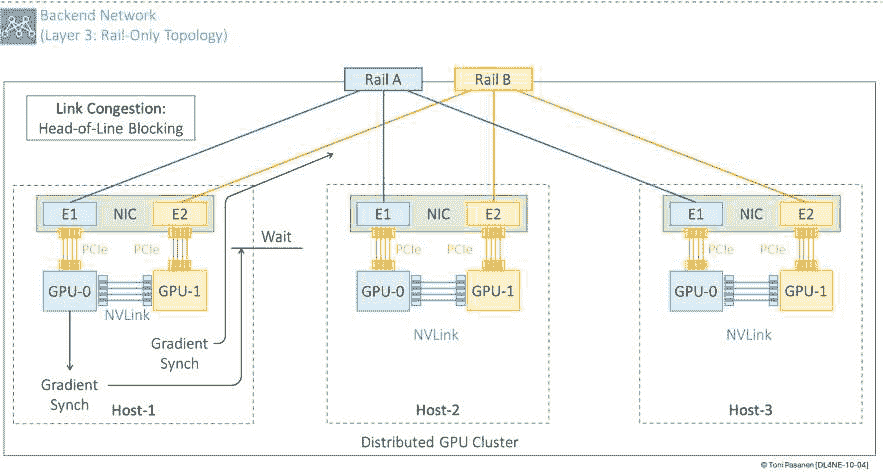 Backend Network
(Layer 3: Rail-Only Topology)
Rail A
Rail B
Link Congestion:
Head-of-Line Blocking
E1
NIC
E2
E1
NIC
E2
E1
NIC
E2
PCIe
PCIe
Wait
PCIe
PCIe
PCIe
PCIe
GPU-0
GPU-1
GPU-0
GPU-1
GPU-0
GPU-1
NVLink
NVLink
NVLink
Gradient
Synch
Gradient
Synch
Host-1
Host-2
Host-3
Distributed GPU Cluster
© Toni Pasanen [DL4NE-10-04]